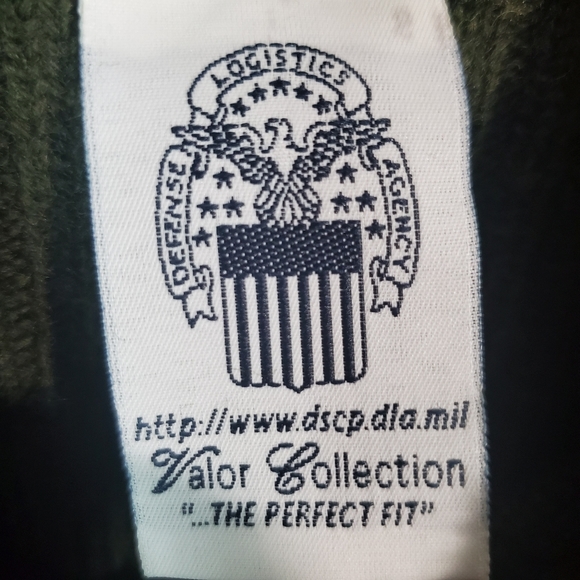 DEFENSE LOGISTICS AGENCY
http://www.dscp.dla.mil
Valor Collection
"...THE PERFECT FIT"